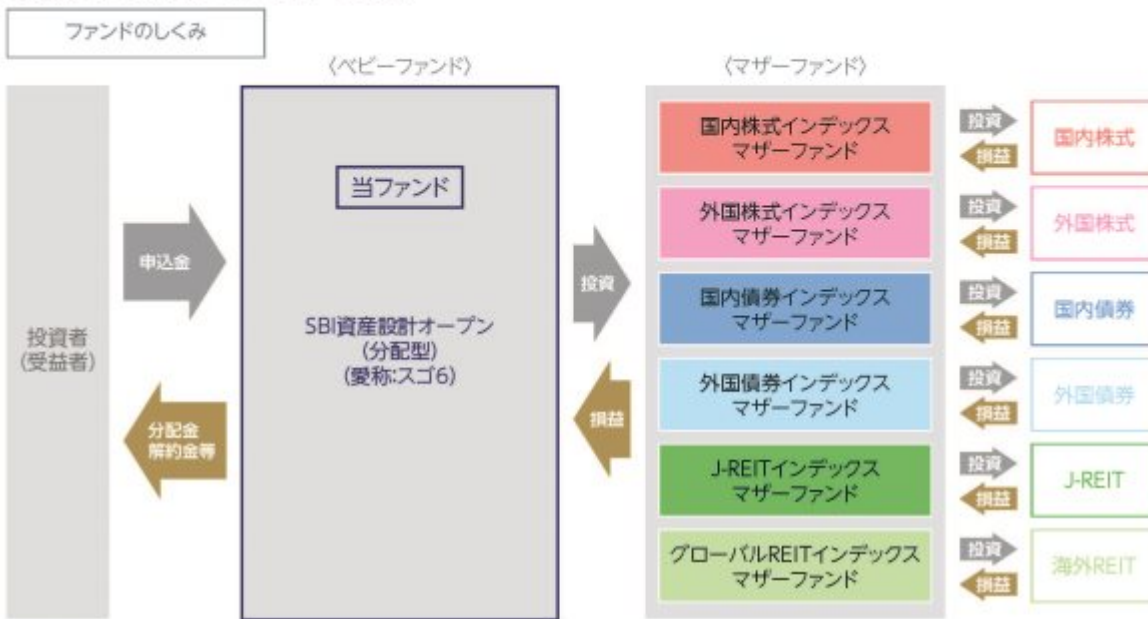 ファンドのしくみ
〈ベビーファンド〉
〈マザーファンド〉
投資者
(受益者)
申込金
分配金
解約金等
当ファンド
SBI資産設計オープン
(分配型)
(愛称:スゴ6)
投資
損益
国内株式インデックス
マザーファンド
投資
損益
国内株式
外国株式インデックス
マザーファンド
投資
損益
外国株式
国内債券インデックス
マザーファンド
投資
損益
国内債券
外国債券インデックス
マザーファンド
投資
損益
外国債券
J-REITインデックス
マザーファンド
投資
損益
J-REIT
グローバルREITインデックス
マザーファンド
投資
損益
海外REIT